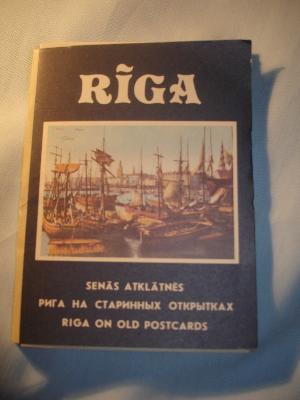 RĪGA
SENĀS ATKLĀTNĒS
РИГА НА СТАРИННЫХ ОТКРЫТКАХ
RIGA ON OLD POSTCARDS